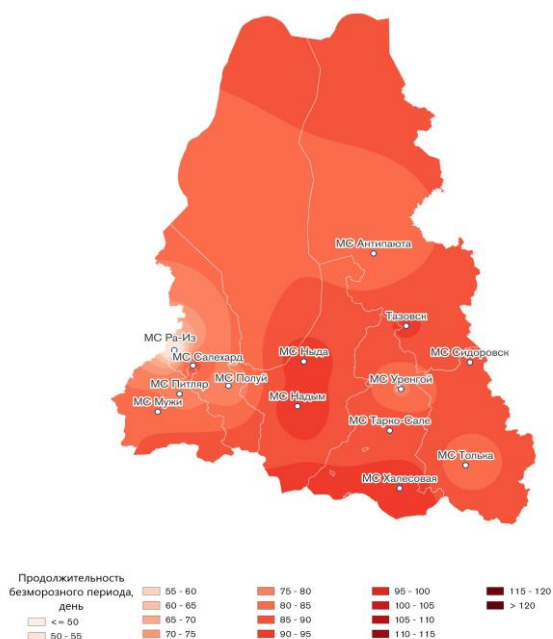 МС Антипаюта
Тазовск
МС Ра-Из
МС Ныда
МС Сидоровск
МС Салехард
МС Полуй
МС Уренгой
МС Питляр
МС Надым
МС Мужи
МС Тарко-Сале
МС Толька
МС Халесовая
Продолжительность
безморозного периода,
день
<= 50
50 - 55
55 - 60
60 - 65
65 - 70
70 - 75
75 - 80
80 - 85
85 - 90
90 - 95
95 - 100
100 - 105
105 - 110
110 - 115
115 - 120
> 120